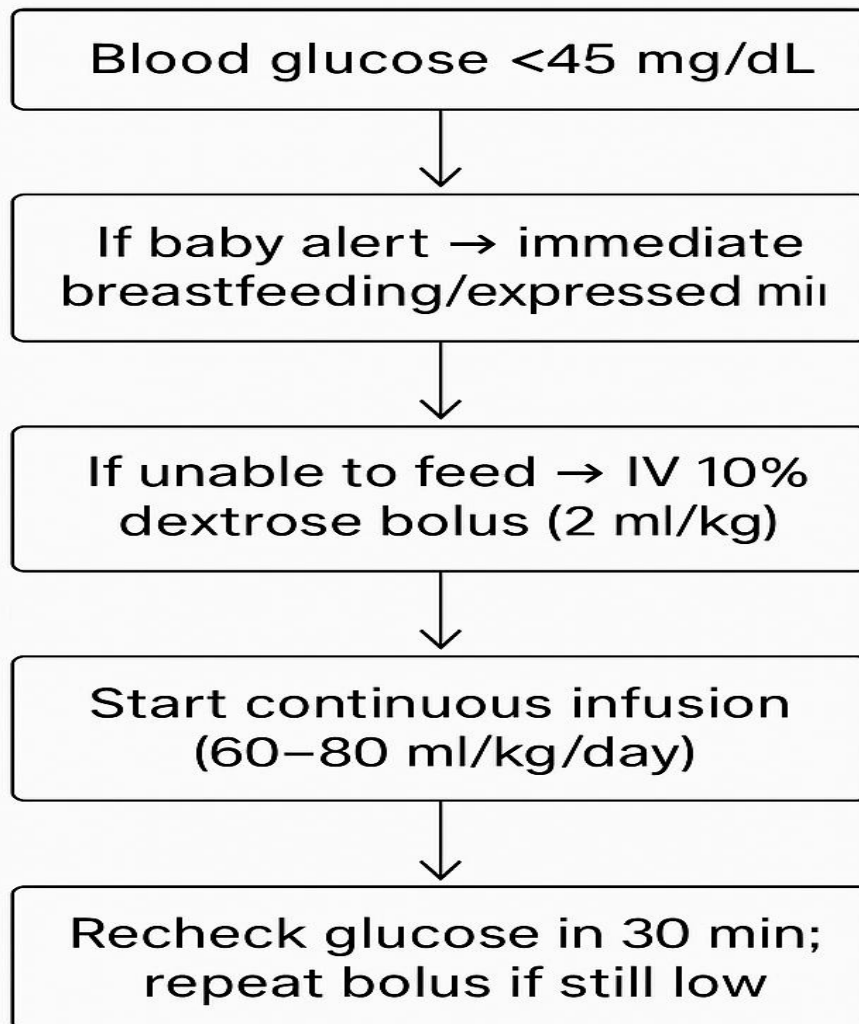 Blood glucose <45 mg/dL
If baby alert → immediate
breastfeeding/expressed
If unable to feed → IV 10%
dextrose bolus (2 ml/kg)
Start continuous infusion
(60–80 ml/kg/day)
Recheck glucose in 30 min;
repeat bolus if still low